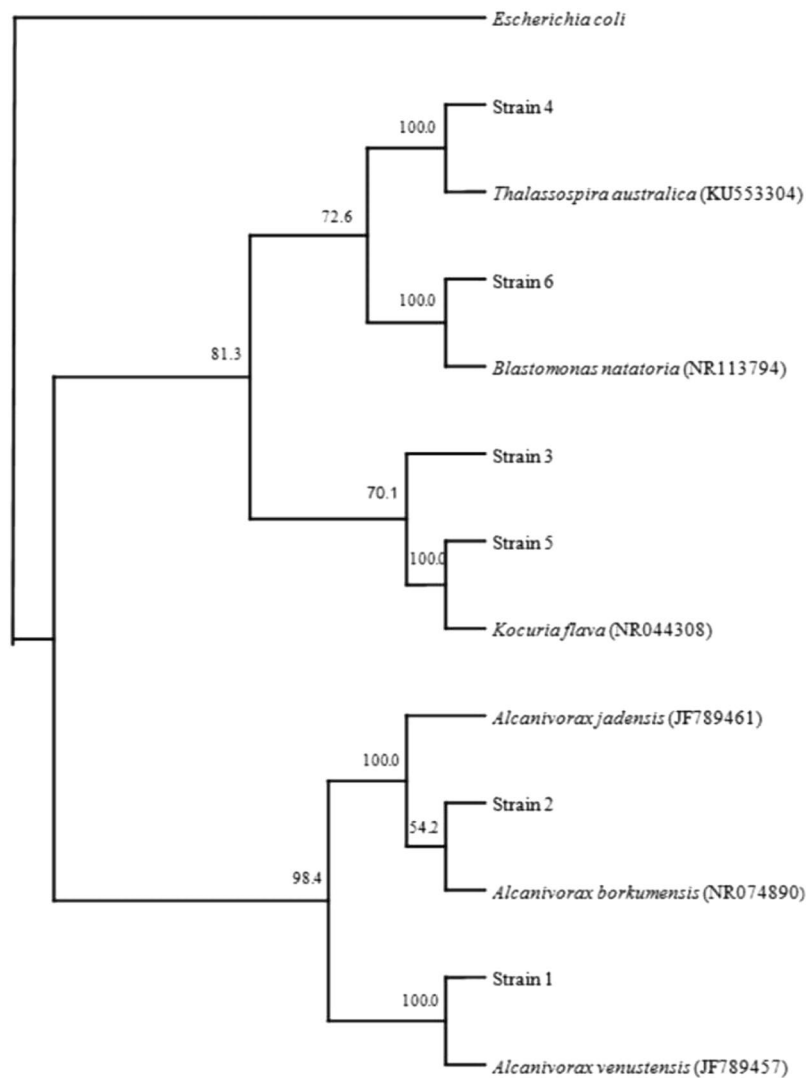 Escherichia coli
Strain 4
100.0
Thalassospira australica (KU553304)
72.6
Strain 6
100.0
Blastomonas natatoria (NR113794)
81.3
Strain 3
70.1
Strain 5
100.0
Kocuria flava (NR044308)
Alcanivorax jadensis (JF789461)
100.0
Strain 2
54.2
Alcanivorax borkumensis (NR074890)
98.4
Strain 1
100.0
Alcanivorax venustensis (JF789457)